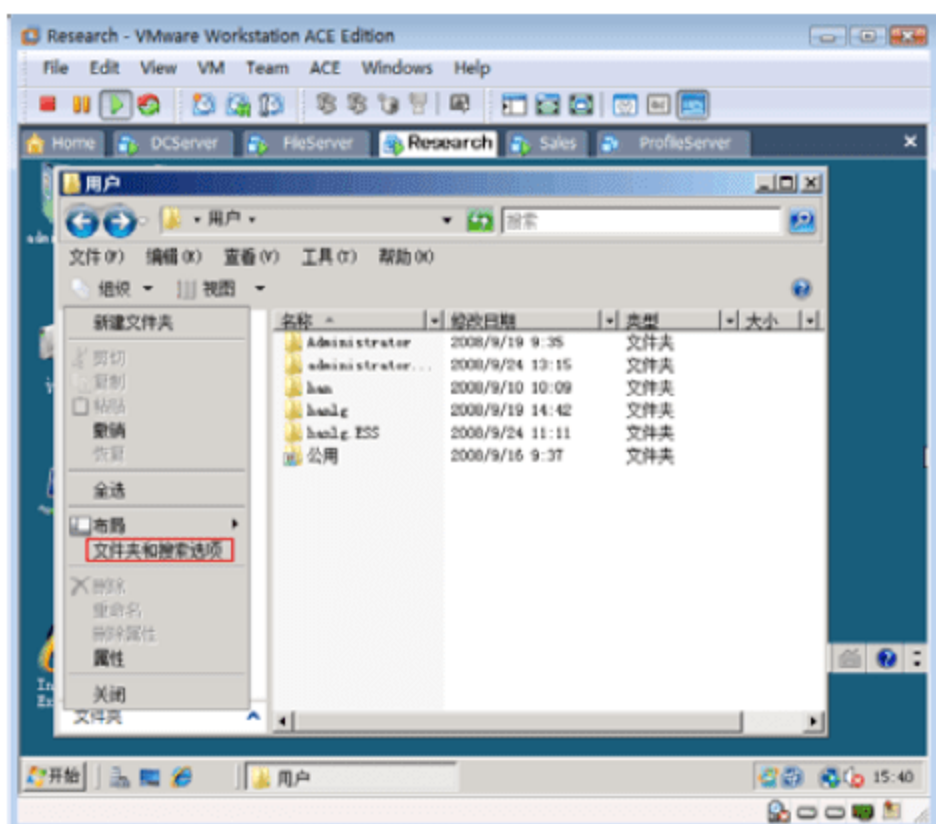 Research - VMware Workstation ACE Edition
File Edit View VM Team ACE Windows Help
Home DCServer FileServer Research Sales ProfileServer
用户
用户 搜索
文件(F) 编辑(E) 查看(V) 工具(T) 帮助(H)
组织 视图
新建文件夹
剪切
复制
粘贴
撤销
恢复
全选
布局
文件夹和搜索选项
删除
重命名
删除属性
属性
关闭
文件夹
名称 修改日期 类型 大小
Administrator 2008/9/19 9:35 文件夹
administrator... 2008/9/24 13:15 文件夹
han 2008/9/10 10:09 文件夹
hanlg 2008/9/19 14:42 文件夹
hanlg.ESS 2008/9/24 11:11 文件夹
公用 2008/9/16 9:37 文件夹
开始 用户 15:40